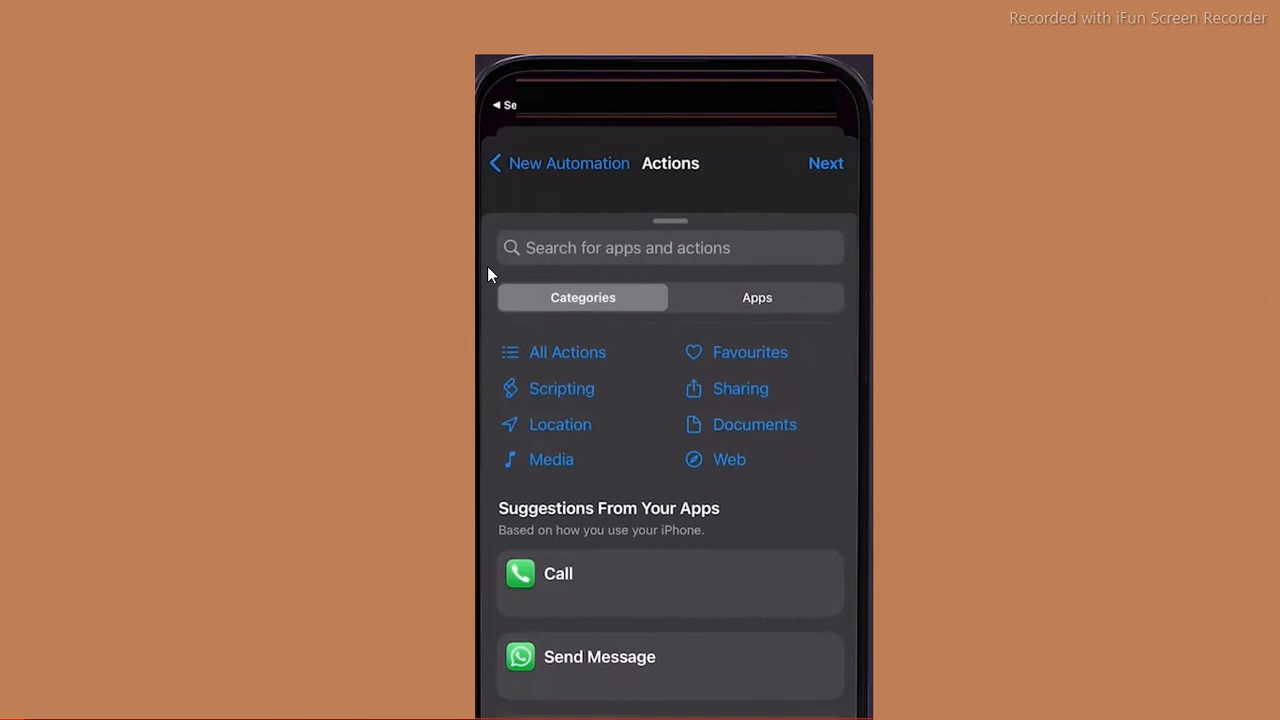 Recorded with iFun Screen Recorder
◀ Se
New Automation Actions Next
Search for apps and actions
Categories Apps
All Actions Favourites
Scripting Sharing
Location Documents
Media Web
Suggestions From Your Apps
Based on how you use your iPhone.
Call
Send Message